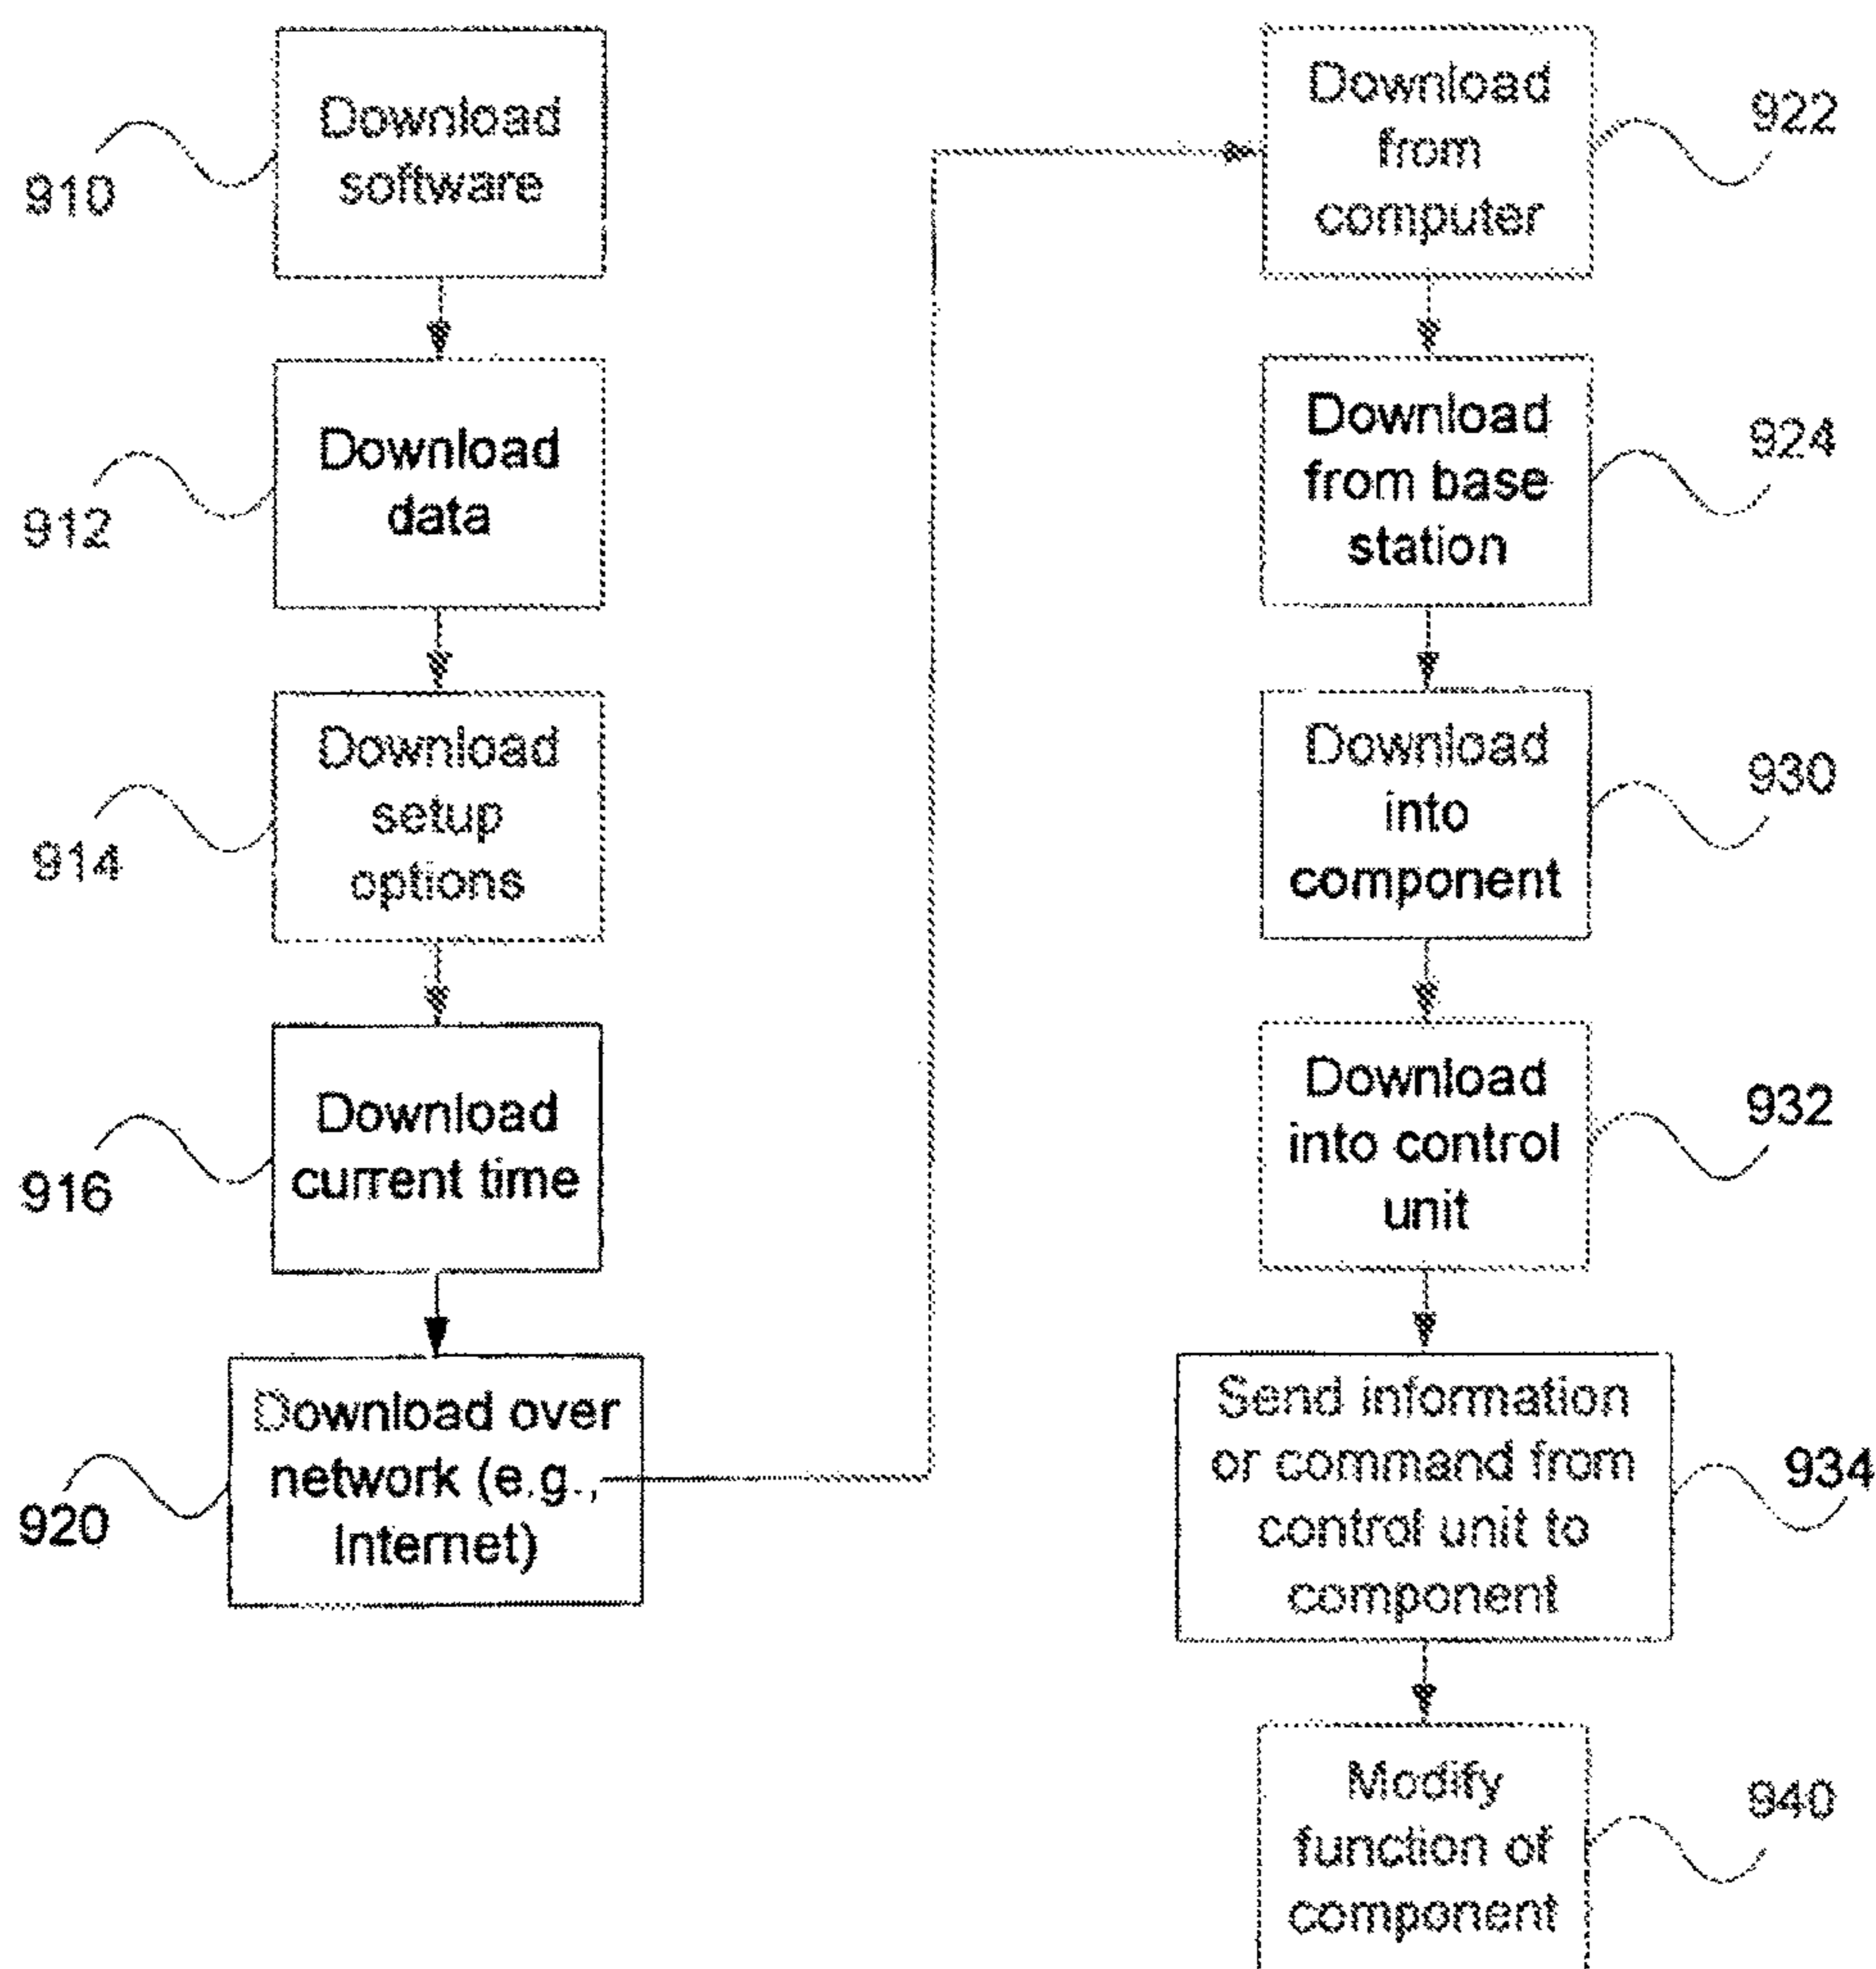 Download
software
910
Download
data
912
Download
setup
options
914
Download
current time
916
Download over
network (e.g.,
Internet)
920
Download
from
computer
922
Download
from base
station
924
Download
into
component
930
Download
into control
unit
932
Send information
or command from
control unit to
component
934
Modify
function of
component
940